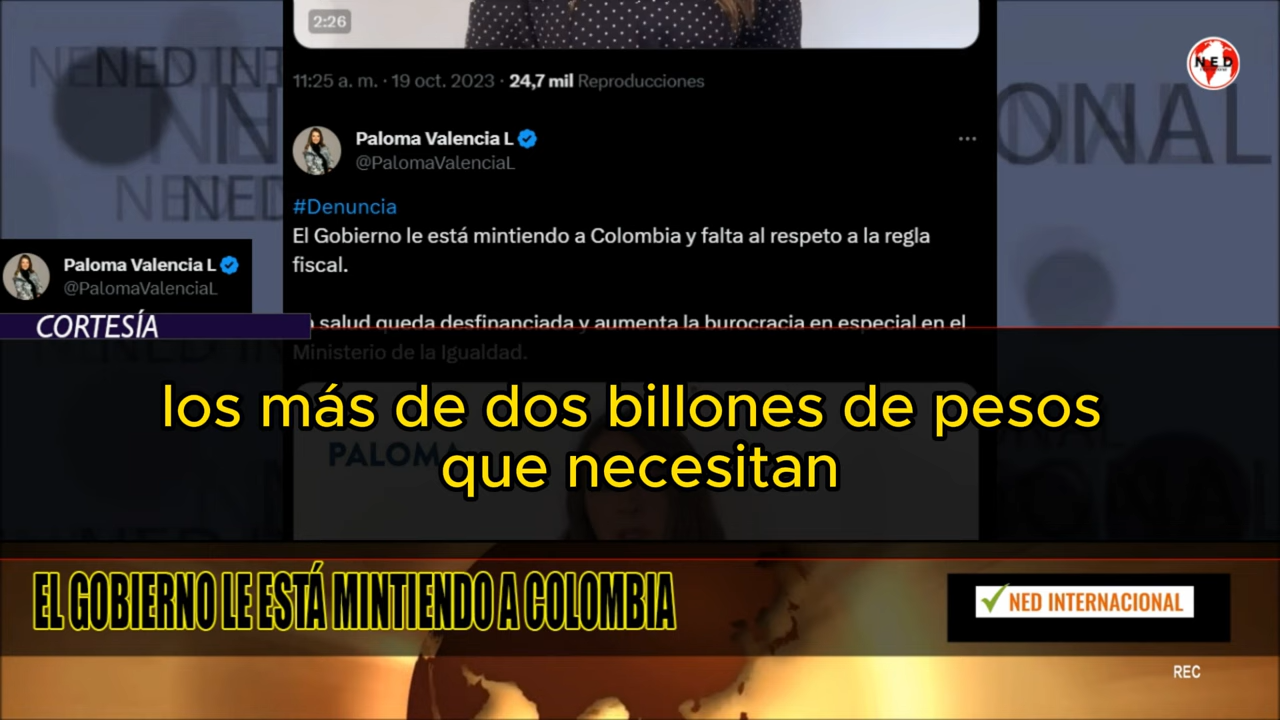 2:26
11:25 a. m. · 19 oct. 2023 · 24,7 mil Reproducciones
NED
Paloma Valencia L
@PalomaValenciaL
#Denuncia
El Gobierno le está mintiendo a Colombia y falta al respeto a la regla
fiscal.
Paloma Valencia L
@PalomaValenciaL
CORTESÍA
salud queda desfinanciada y aumenta la burocracia en especial en el
Ministerio de la Igualdad.
los más de dos billones de pesos
que necesitan
PALOMA
EL GOBIERNO LE ESTÁ MINTIENDO A COLOMBIA
NED INTERNACIONAL
REC